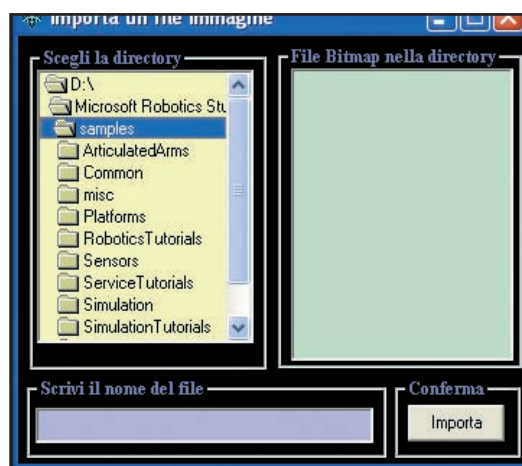 Importa un file immagine
Scegli la directory
D:\
Microsoft Robotics Stu
samples
ArticulatedArms
Common
misc
Platforms
RoboticsTutorials
Sensors
ServiceTutorials
Simulation
SimulationTutorials
File Bitmap nella directory
Scrivi il nome del file
Conferma
Importa